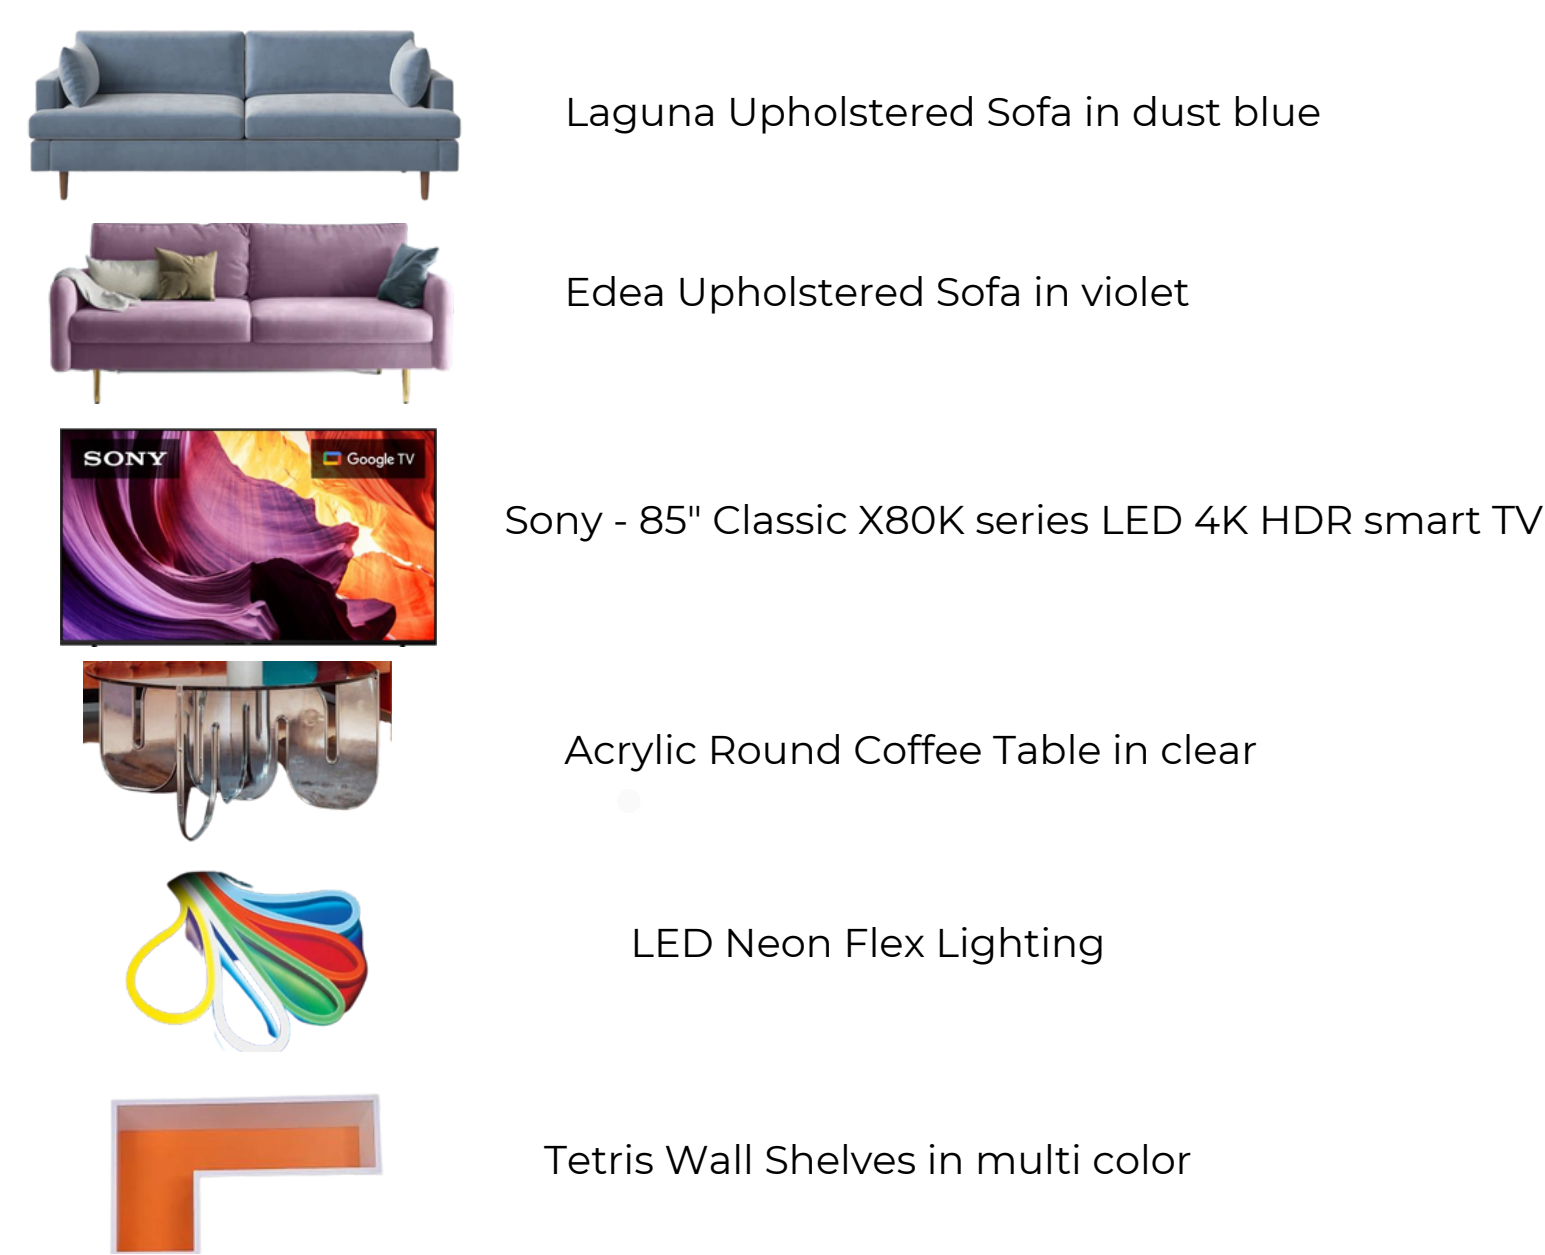 Laguna Upholstered Sofa in dust blue
Edea Upholstered Sofa in violet
SONY
Google TV
Sony - 85" Classic X80K series LED 4K HDR smart TV
Acrylic Round Coffee Table in clear
LED Neon Flex Lighting
Tetris Wall Shelves in multi color